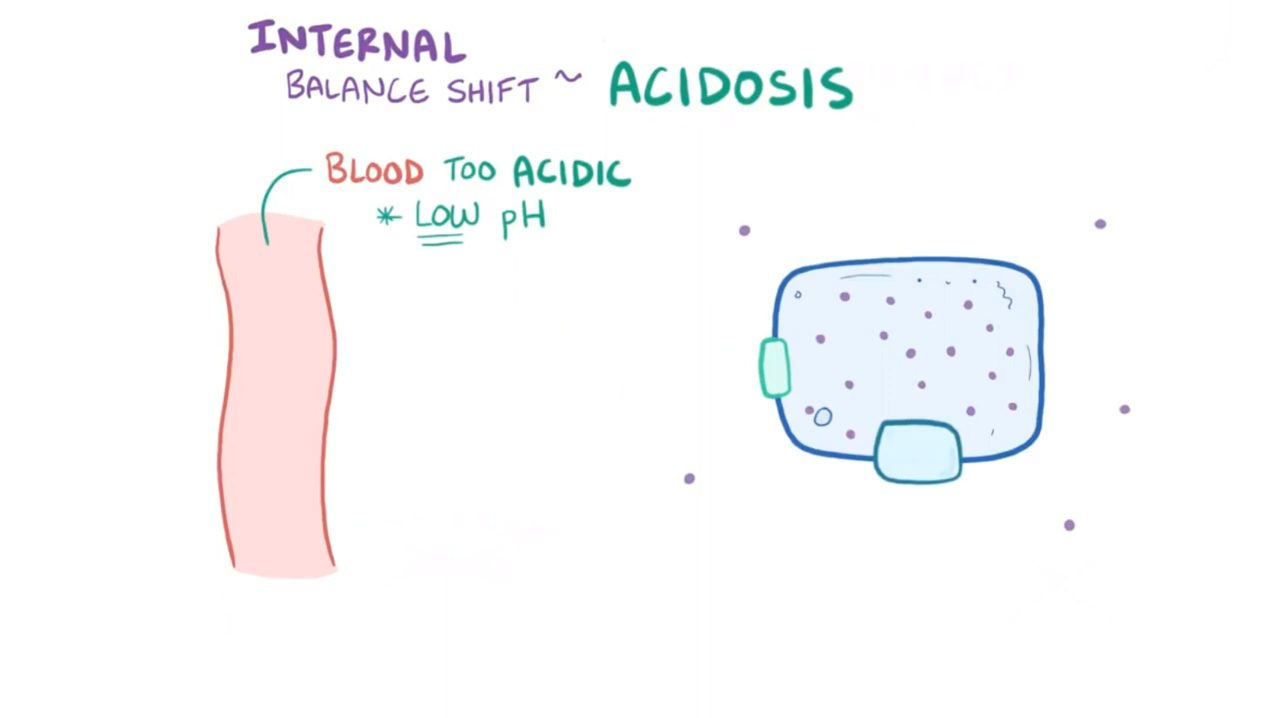 INTERNAL
BALANCE SHIFT ~ ACIDOSIS
BLOOD TOO ACIDIC
* LOW pH